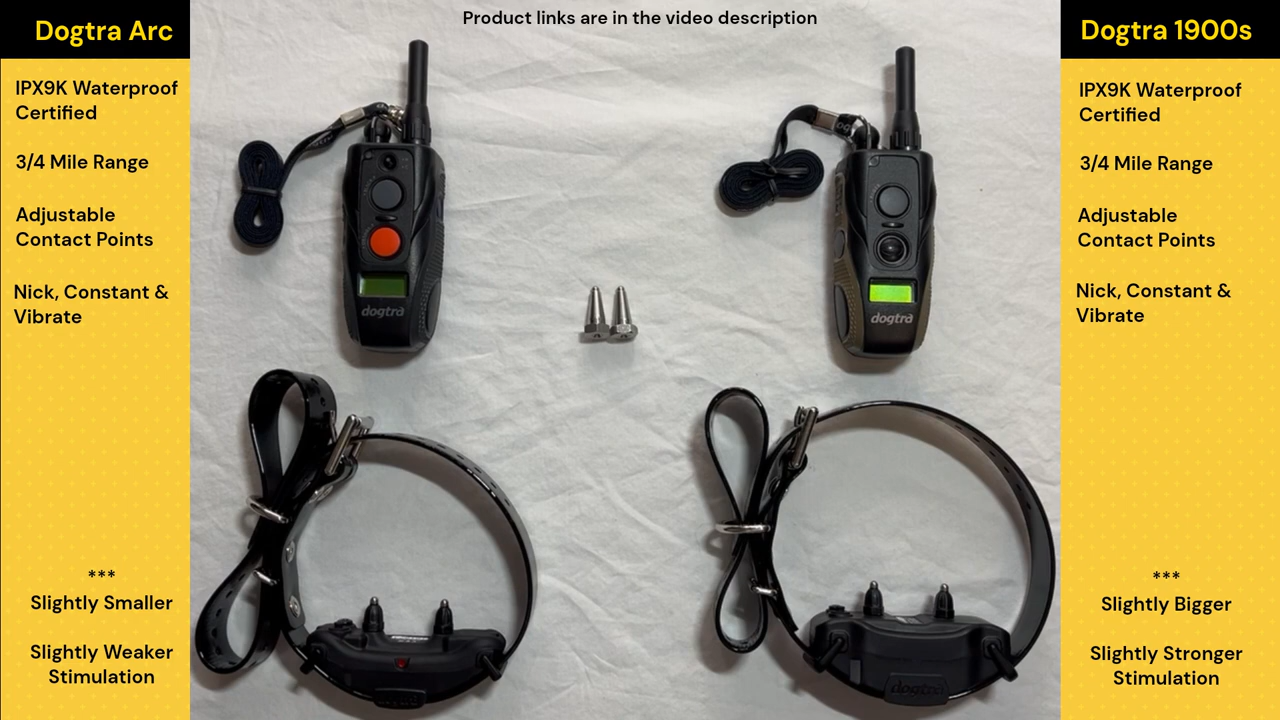 Product links are in the video description
Dogtra Arc
IPX9K Waterproof
Certified
3/4 Mile Range
Adjustable
Contact Points
Nick, Constant &
Vibrate
***
Slightly Smaller
Slightly Weaker
Stimulation
dogtra
dogtra
dogtra
Dogtra 1900s
IPX9K Waterproof
Certified
3/4 Mile Range
Adjustable
Contact Points
Nick, Constant &
Vibrate
***
Slightly Bigger
Slightly Stronger
Stimulation